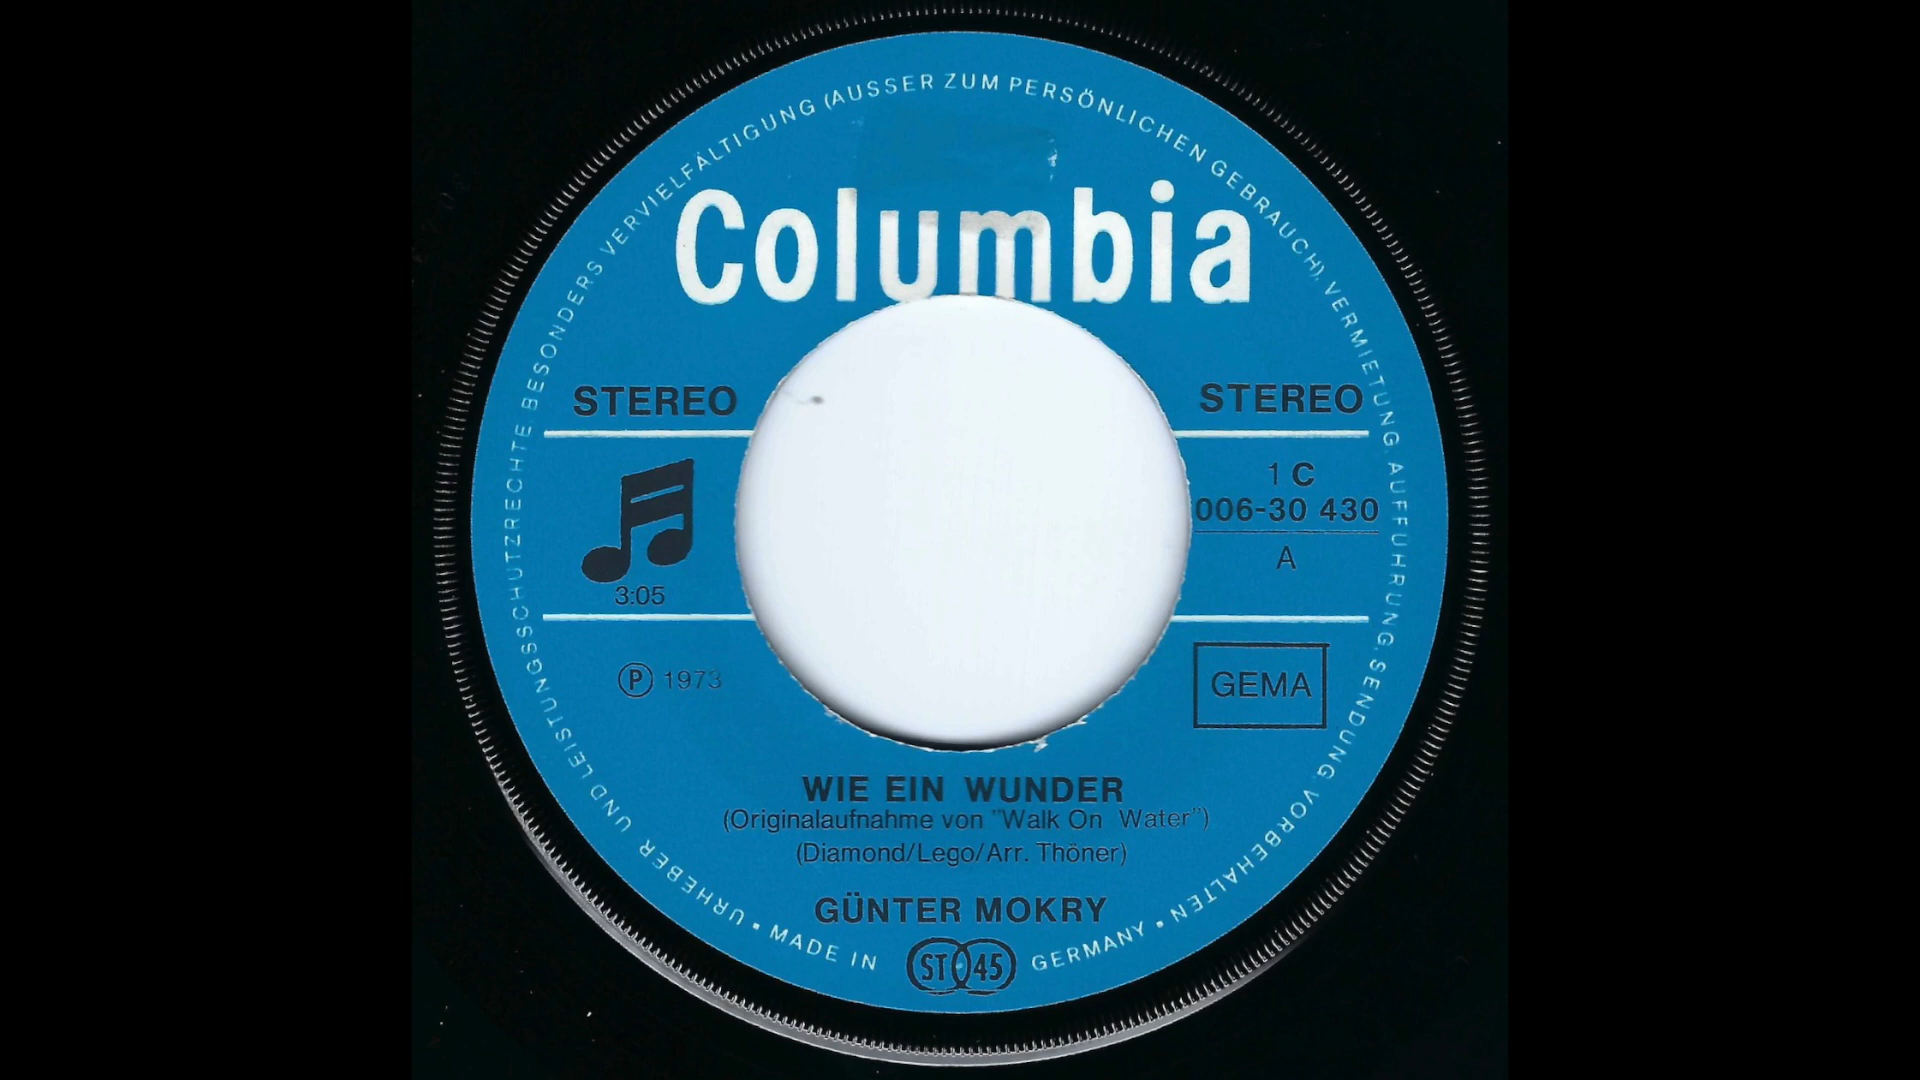 URHEBER UND LEISTUNGSSCHUTZRECHTE BESONDERS VERVIELFÄLTIGUNG (AUSSER ZUM PERSÖNLICHEN GEBRAUCH), VERMIETUNG, AUFFÜHRUNG, SENDUNG, VORBEHALTEN
Columbia
STEREO STEREO
1 C
006-30 430
A
3:05
P 1973
GEMA
WIE EIN WUNDER
(Originalaufnahme von "Walk On Water")
(Diamond/Lego/Arr. Thöner)
GÜNTER MOKRY
MADE IN GERMANY
ST 45